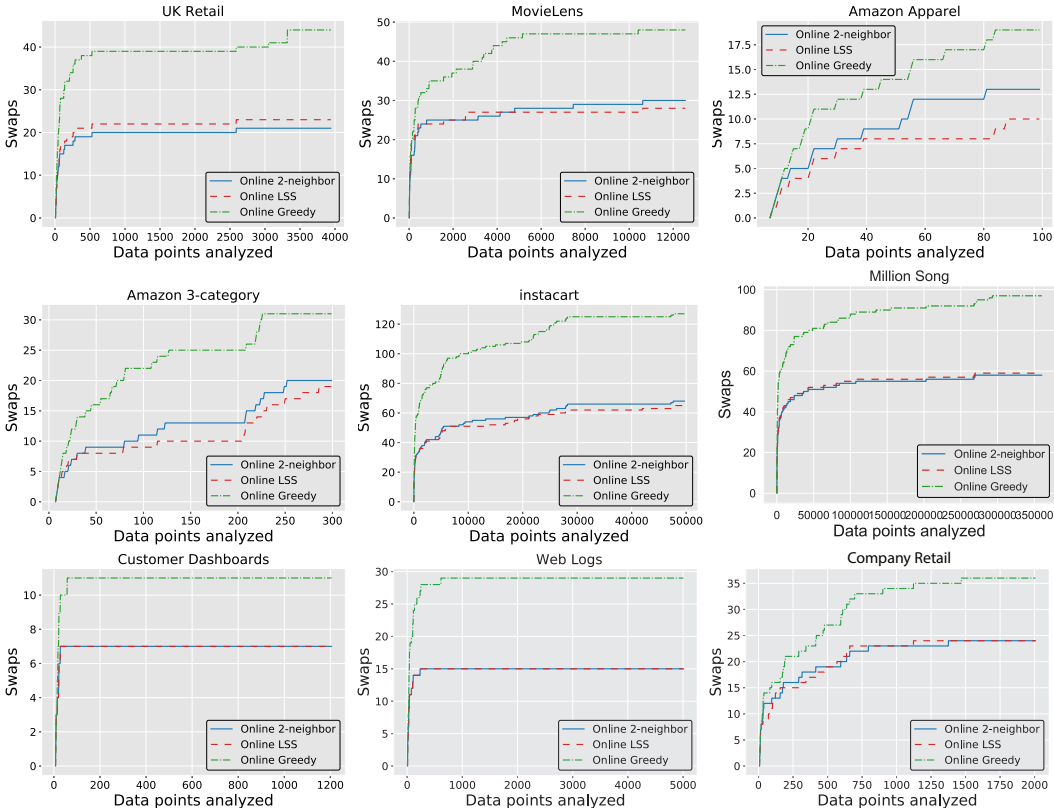 UK Retail
Swaps
40
30
20
10
0
Online 2-neighbor
Online LSS
Online Greedy
0 500 1000 1500 2000 2500 3000 3500 4000
Data points analyzed
MovieLens
Swaps
50
40
30
20
10
0
Online 2-neighbor
Online LSS
Online Greedy
0 2000 4000 6000 8000 10000 12000
Data points analyzed
Amazon Apparel
Swaps
17.5
15.0
12.5
10.0
7.5
5.0
2.5
0.0
Online 2-neighbor
Online LSS
Online Greedy
20 40 60 80 100
Data points analyzed
Amazon 3-category
Swaps
30
25
20
15
10
5
0
Online 2-neighbor
Online LSS
Online Greedy
0 50 100 150 200 250 300
Data points analyzed
instacart
Swaps
120
100
80
60
40
20
0
Online 2-neighbor
Online LSS
Online Greedy
0 10000 20000 30000 40000 50000
Data points analyzed
Million Song
Swaps
100
80
60
40
20
0
Online 2-neighbor
Online LSS
Online Greedy
0 50000 100000 150000 200000 250000 300000 350000
Data points analyzed
Customer Dashboards
Swaps
10
8
6
4
2
0
Online 2-neighbor
Online LSS
Online Greedy
0 200 400 600 800 1000 1200
Data points analyzed
Web Logs
Swaps
30
25
20
15
10
5
0
Online 2-neighbor
Online LSS
Online Greedy
0 1000 2000 3000 4000 5000
Data points analyzed
Company Retail
Swaps
35
30
25
20
15
10
5
0
Online 2-neighbor
Online LSS
Online Greedy
0 250 500 750 1000 1250 1500 1750 2000
Data points analyzed